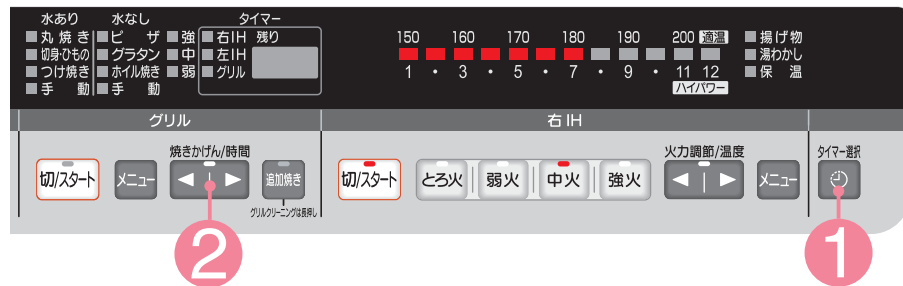 水あり 水なし タイマー
丸焼き ピザ 強 右IH 残り 150 160 170 180 190 200 適温 揚げ物
切身・ひもの グラタン 中 左IH 湯わかし
つけ焼き ホイル焼き 弱 グリル 1 ・ 3 ・ 5 ・ 7 ・ 9 ・ 11 12 保温
手動 手動 ハイパワー
グリル 右IH
焼きかげん/時間 火力調節/温度 タイマー選択
切/スタート メニュー 追加焼き 切/スタート とろ火 弱火 中火 強火 メニュー
グリルクリーニングは長押し
2 1